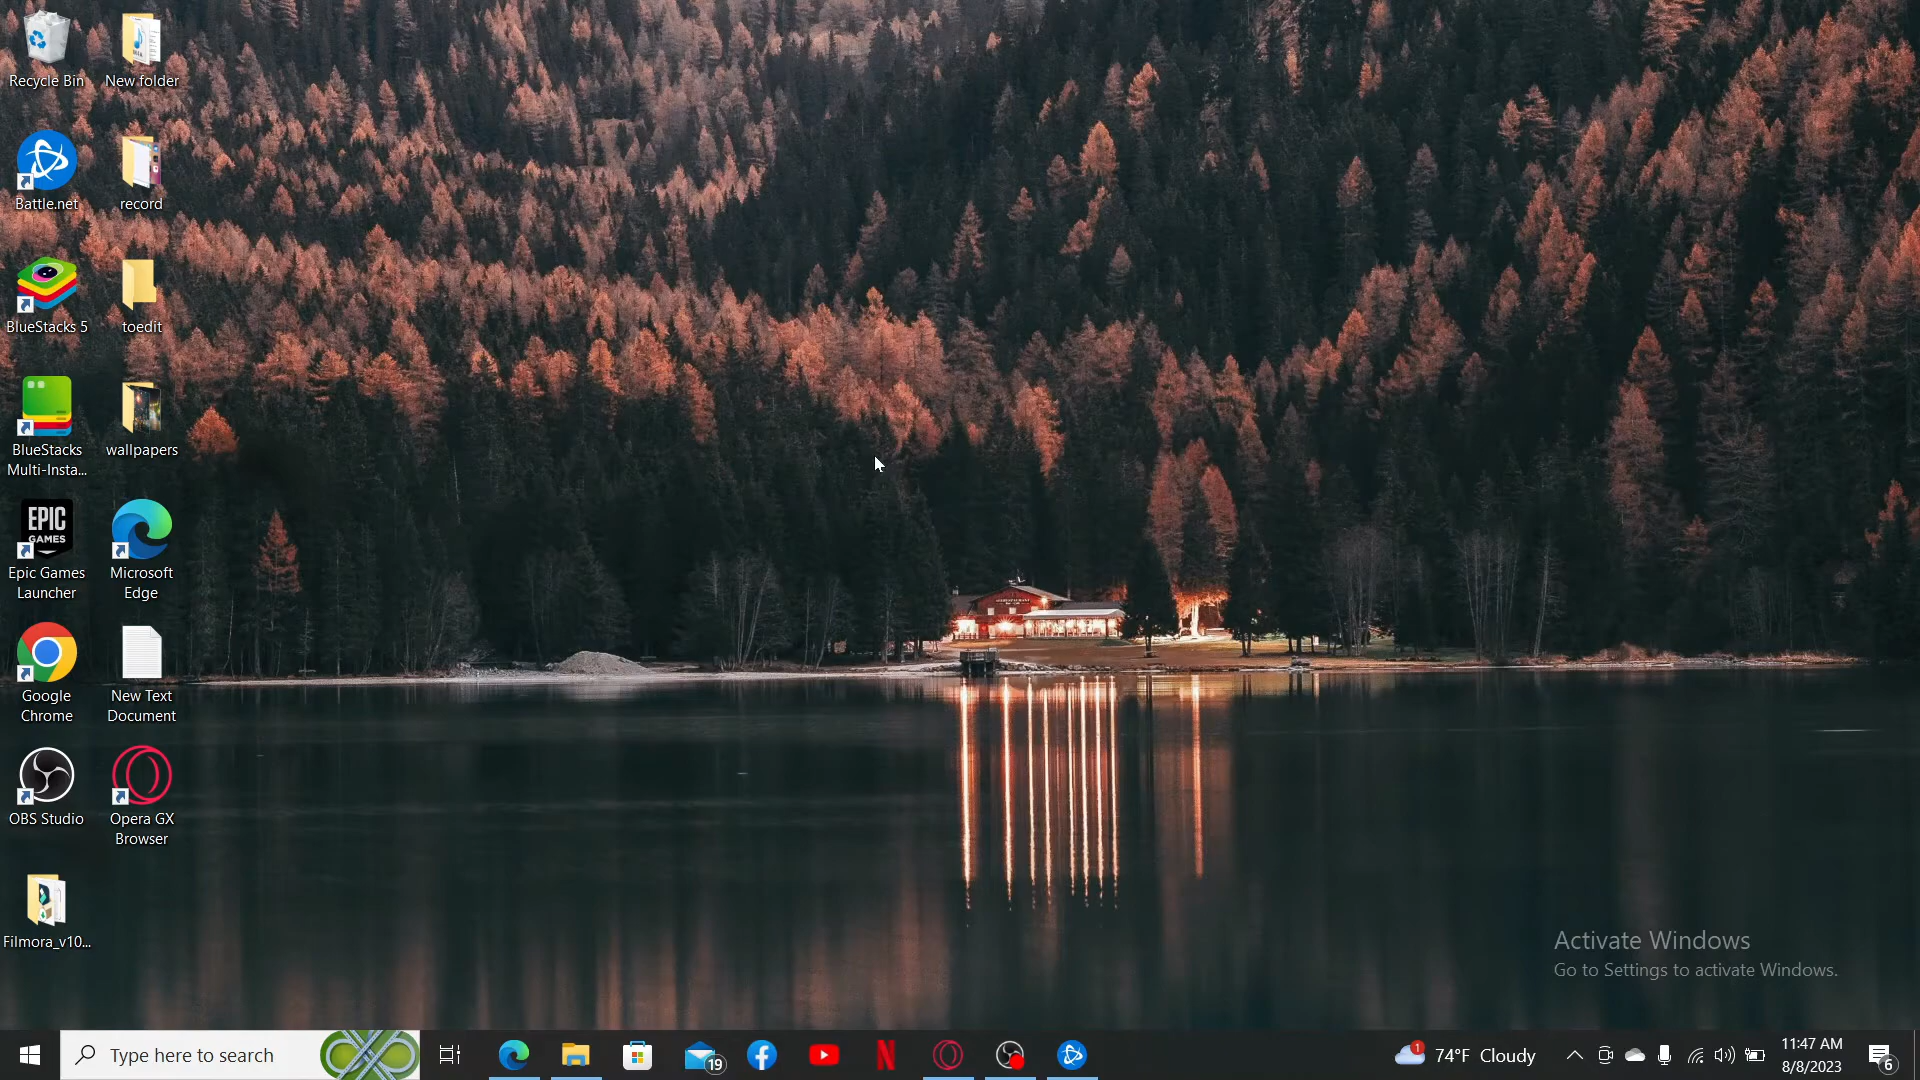 Recycle Bin
New folder
Battle.net
record
BlueStacks 5
toedit
BlueStacks
Multi-Insta...
wallpapers
EPIC
GAMES
Epic Games
Launcher
Microsoft
Edge
Google
Chrome
New Text
Document
OBS Studio
Opera GX
Browser
Filmora_v10...
Activate Windows
Go to Settings to activate Windows.
Type here to search
19
1
74°F Cloudy
11:47 AM
8/8/2023
6